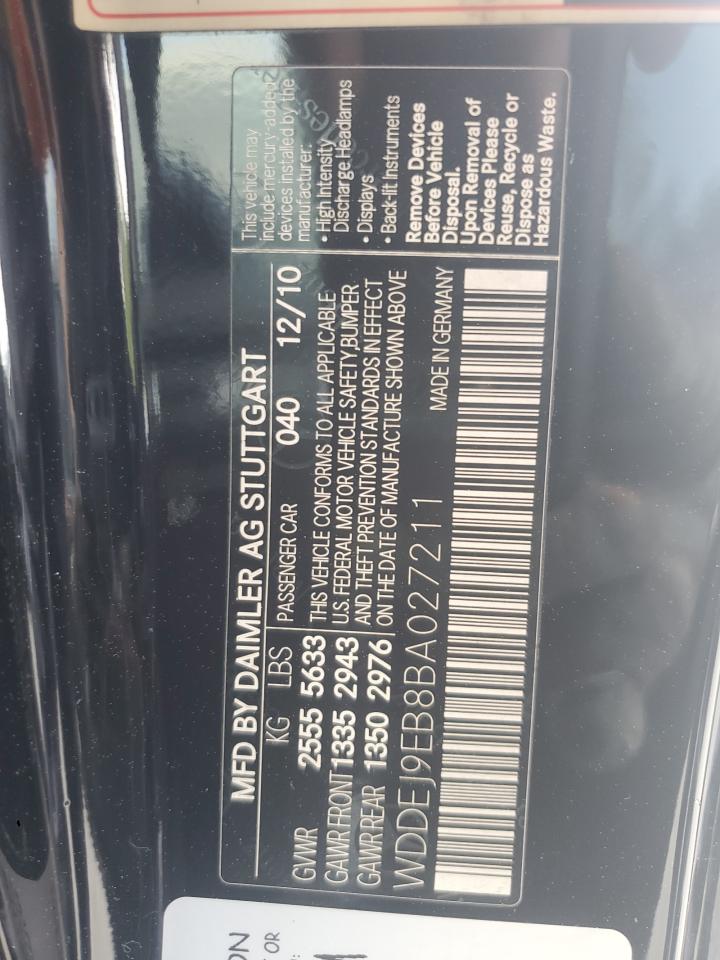 MFD BY DAIMLER AG STUTTGART
KG LBS
GVWR 2555 5633
GAWR FRONT 1335 2943
GAWR REAR 1350 2976
PASSENGER CAR 040 12/10
THIS VEHICLE CONFORMS TO ALL APPLICABLE
U.S. FEDERAL MOTOR VEHICLE SAFETY,BUMPER
AND THEFT PREVENTION STANDARDS IN EFFECT
ON THE DATE OF MANUFACTURE SHOWN ABOVE
WDDEJ9EB8BA027211 MADE IN GERMANY
This vehicle may
include mercury-added
devices installed by the
manufacturer:
• High Intensity
Discharge Headlamps
• Displays
• Back-lit Instruments
Remove Devices
Before Vehicle
Disposal.
Upon Removal of
Devices Please
Reuse, Recycle or
Dispose as
Hazardous Waste.
ON
OR